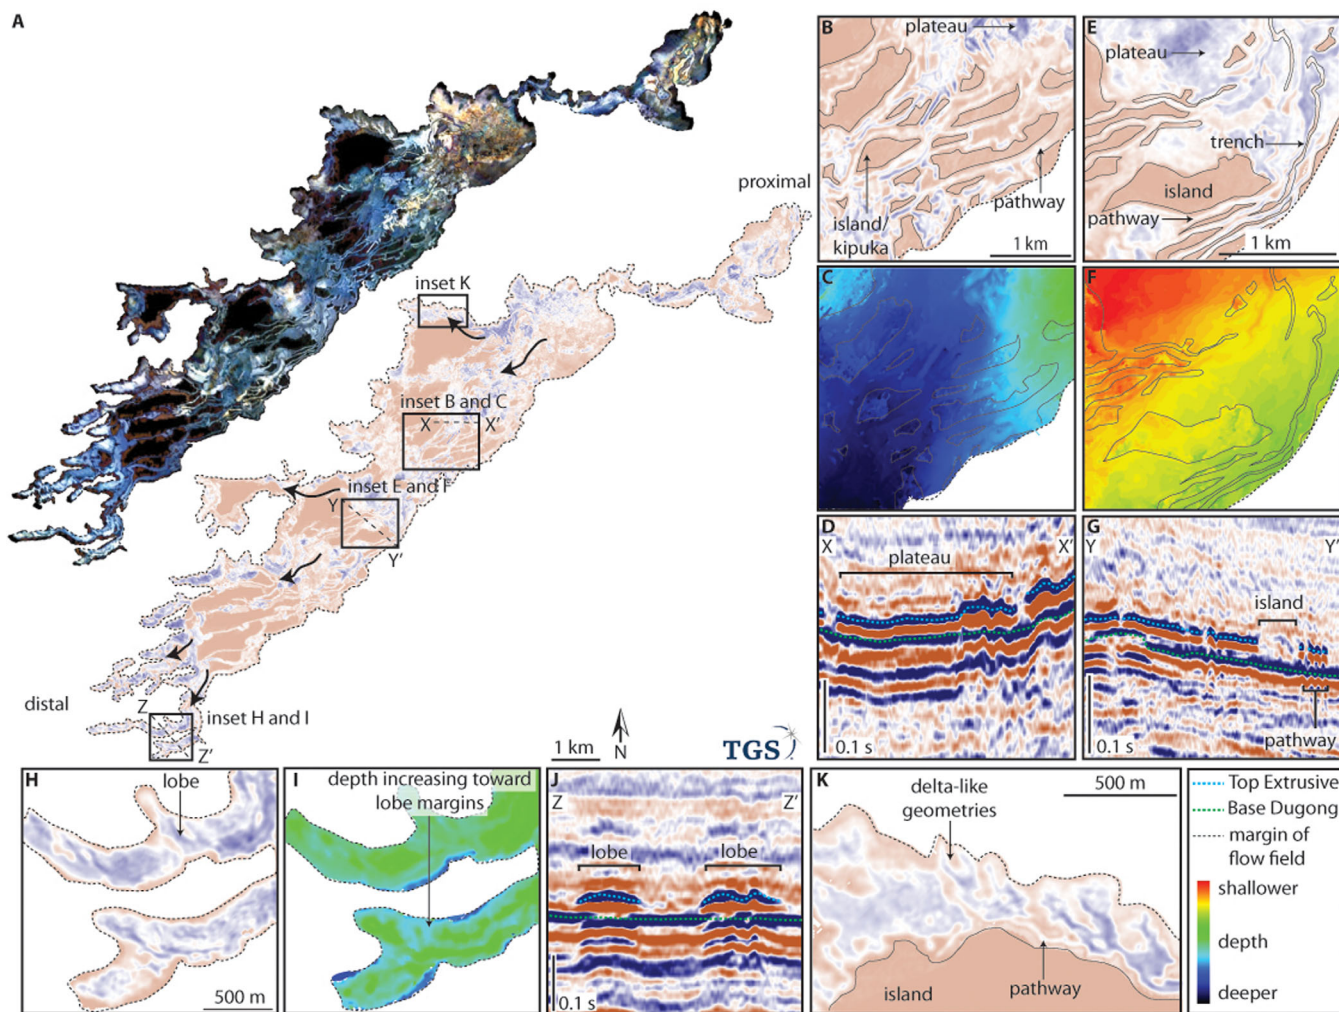 A
proximal
inset K
inset B and C
X
X'
inset E and F
Y
Y'
distal
Z
inset H and I
Z'
1 km
N
TGS
B
plateau
island/
kipuka
pathway
1 km
E
plateau
trench
island
pathway
1 km
C
F
D
X
X'
plateau
0.1 s
G
Y
Y'
island
0.1 s
pathway
H
lobe
500 m
I
depth increasing toward
lobe margins
J
Z
Z'
lobe
lobe
0.1 s
K
delta-like
geometries
500 m
island
pathway
Top Extrusive
Base Dugong
margin of
flow field
shallower
depth
deeper